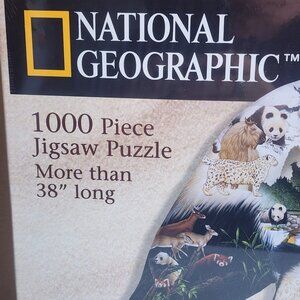 NATIONAL
GEOGRAPHIC™
1000 Piece
Jigsaw Puzzle
More than
38” long